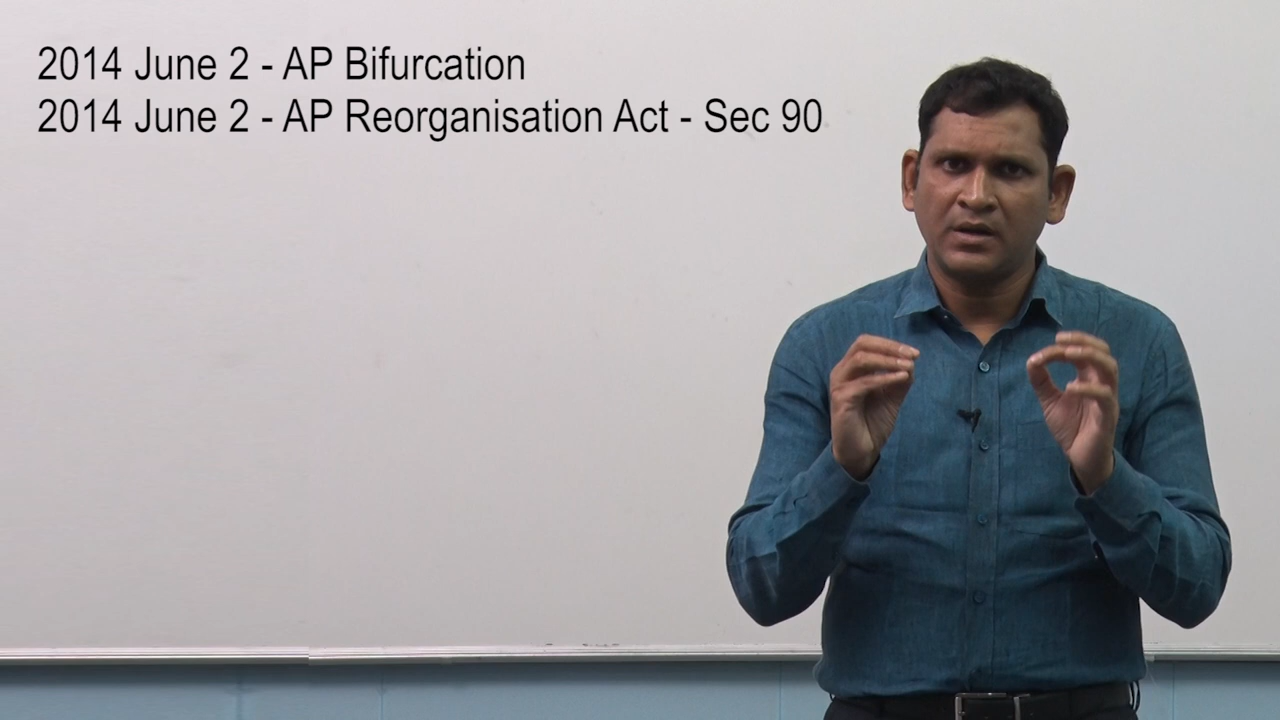 2014 June 2 - AP Bifurcation
2014 June 2 - AP Reorganisation Act - Sec 90